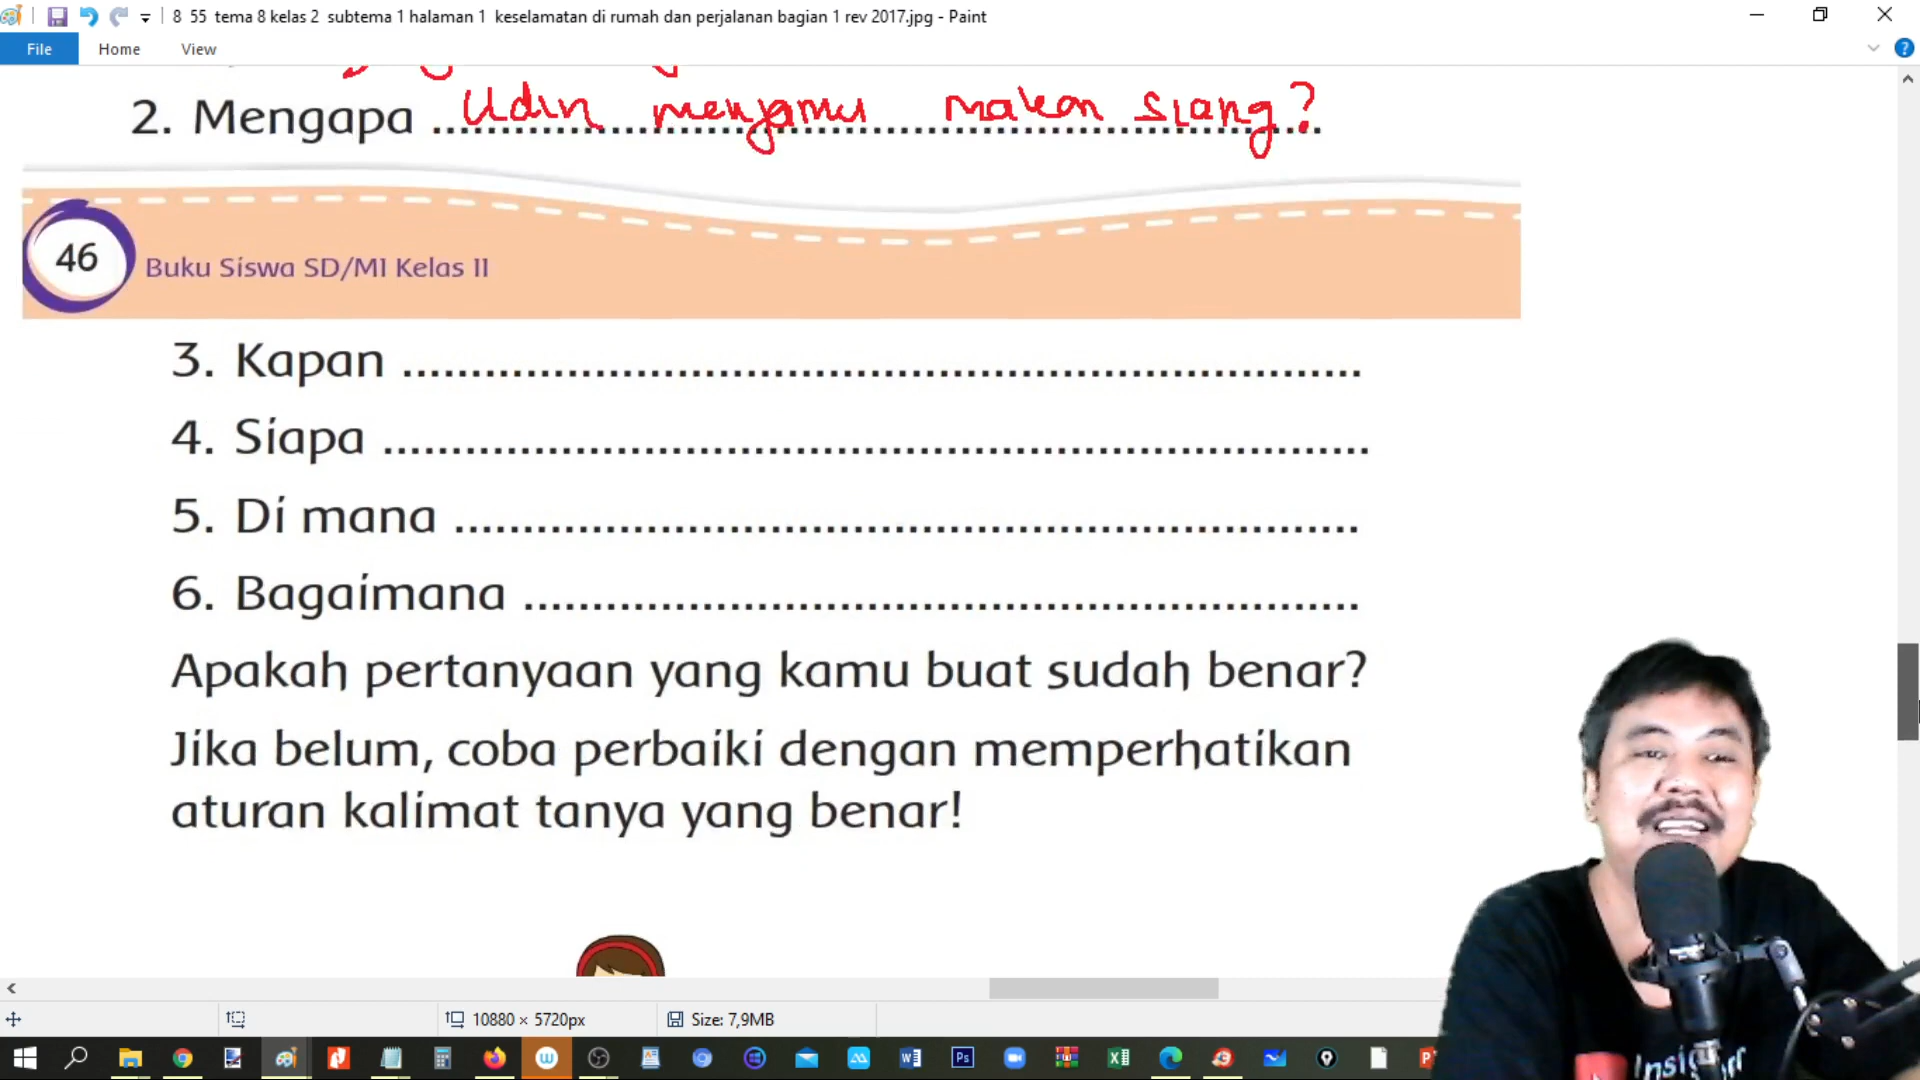 8 55 tema 8 kelas 2 subtema 1 halaman 1 keselamatan di rumah dan perjalanan bagian 1 rev 2017.jpg - Paint
File Home View
2. Mengapa Udin menjamu makan siang?
46
Buku Siswa SD/MI Kelas II
3. Kapan ......................................................................
4. Siapa ........................................................................
5. Di mana ..................................................................
6. Bagaimana .............................................................
Apakah pertanyaan yang kamu buat sudah benar?
Jika belum, coba perbaiki dengan memperhatikan
aturan kalimat tanya yang benar!
10880 × 5720px
Size: 7,9MB